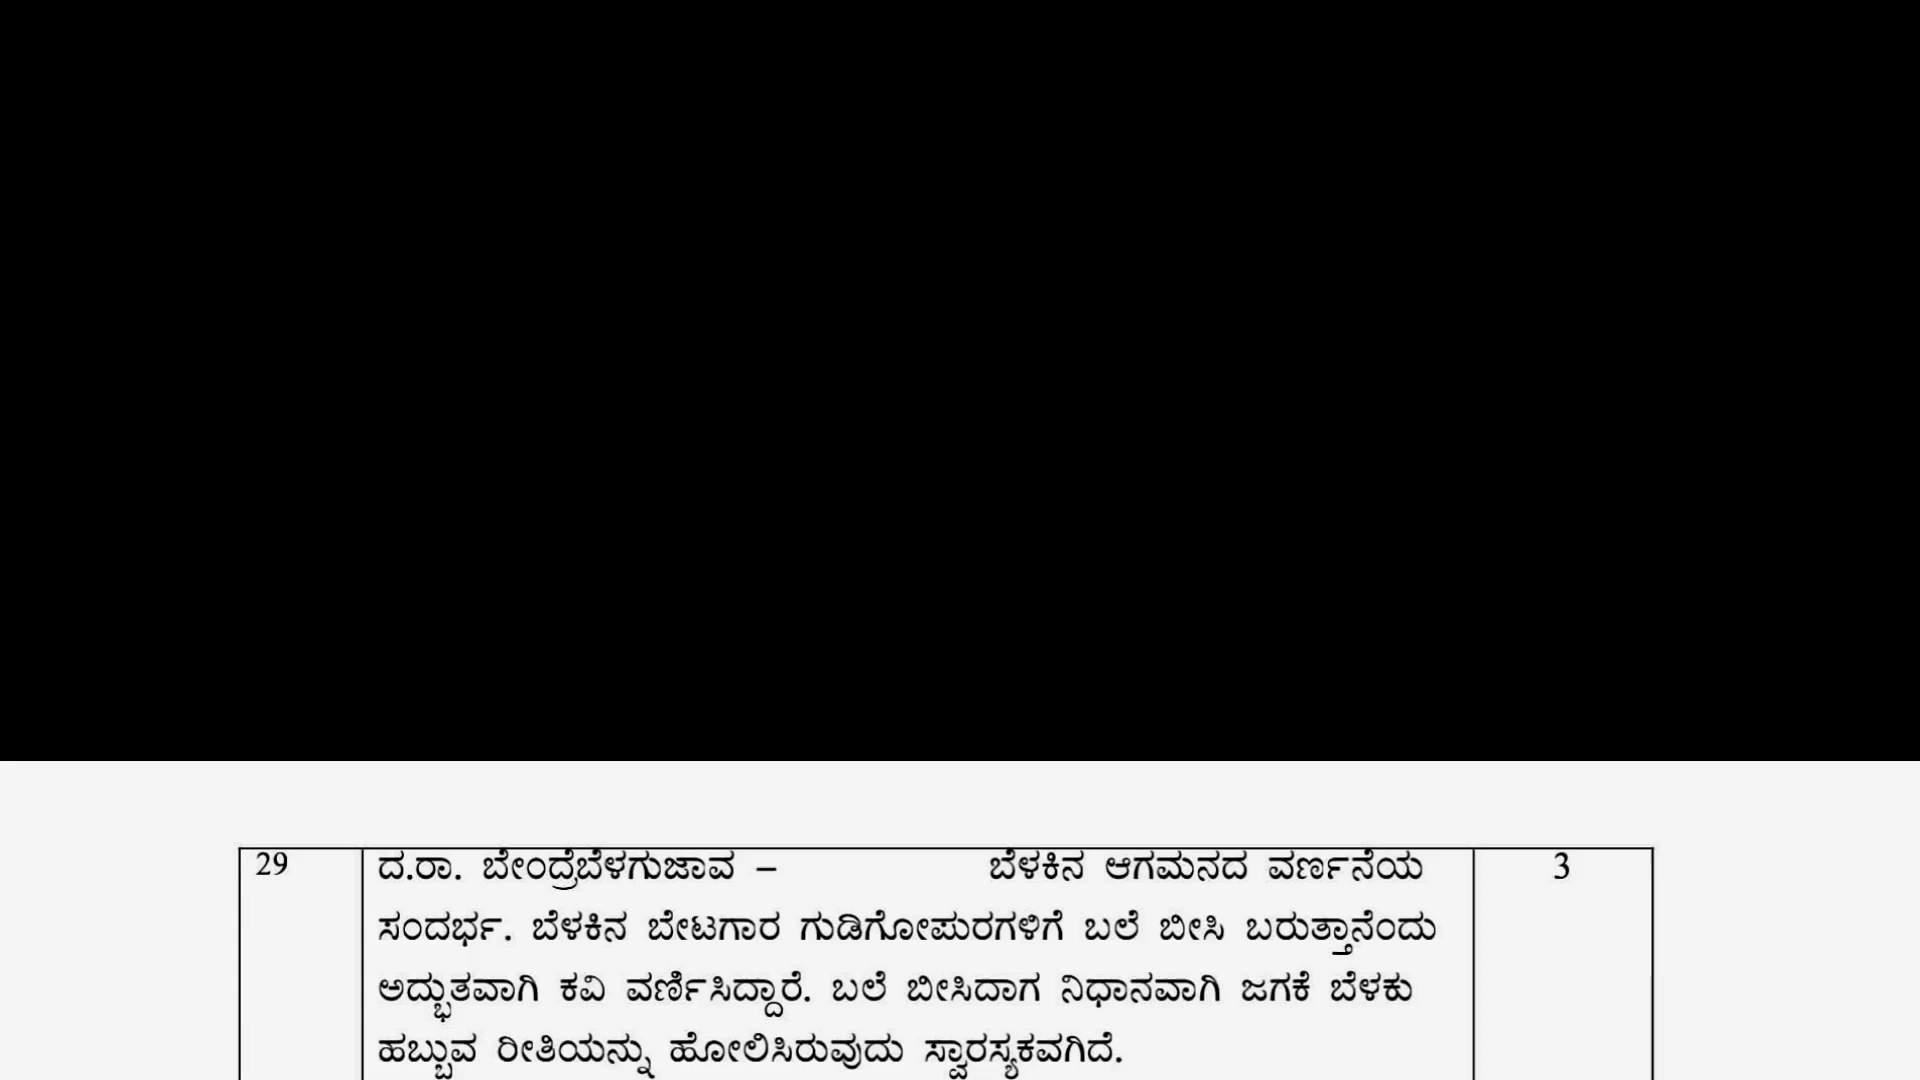 29 ದ.ರಾ. ಬೇಂದ್ರೆಬೆಳಗುಜಾವ – ಬೆಳಕಿನ ಆಗಮನದ ವರ್ಣನೆಯ 3
ಸಂದರ್ಭ. ಬೆಳಕಿನ ಬೇಟಗಾರ ಗುಡಿಗೋಪುರಗಳಿಗೆ ಬಲೆ ಬೀಸಿ ಬರುತ್ತಾನೆಂದು
ಅದ್ಭುತವಾಗಿ ಕವಿ ವರ್ಣಿಸಿದ್ದಾರೆ. ಬಲೆ ಬೀಸಿದಾಗ ನಿಧಾನವಾಗಿ ಜಗಕೆ ಬೆಳಕು
ಹಬ್ಬುವ ರೀತಿಯನ್ನು ಹೋಲಿಸಿರುವುದು ಸ್ವಾರಸ್ಯಕವಗಿದೆ.